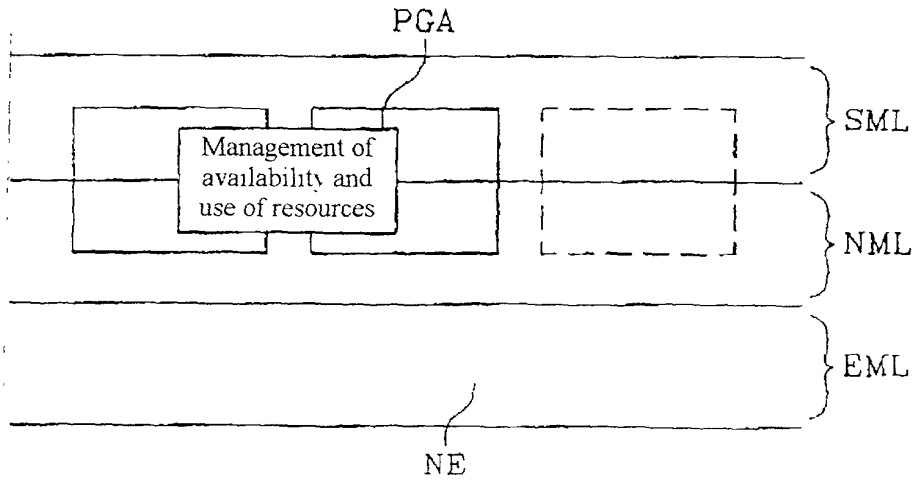 PGA
SML
Management of
availability and
use of resources
NML
EML
NE